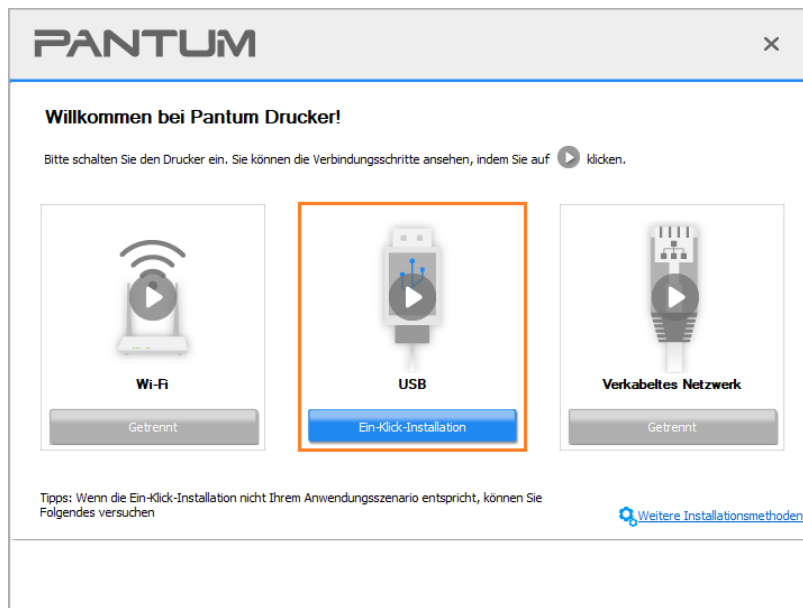 PANTUM
Willkommen bei Pantum Drucker!
Bitte schalten Sie den Drucker ein. Sie können die Verbindungsschritte ansehen, indem Sie auf klicken.
Wi-Fi
Getrennt
USB
Ein-Klick-Installation
Verkabeltes Netzwerk
Getrennt
Tipps: Wenn die Ein-Klick-Installation nicht Ihrem Anwendungsszenario entspricht, können Sie
Folgendes versuchen
Weitere Installationsmethoden